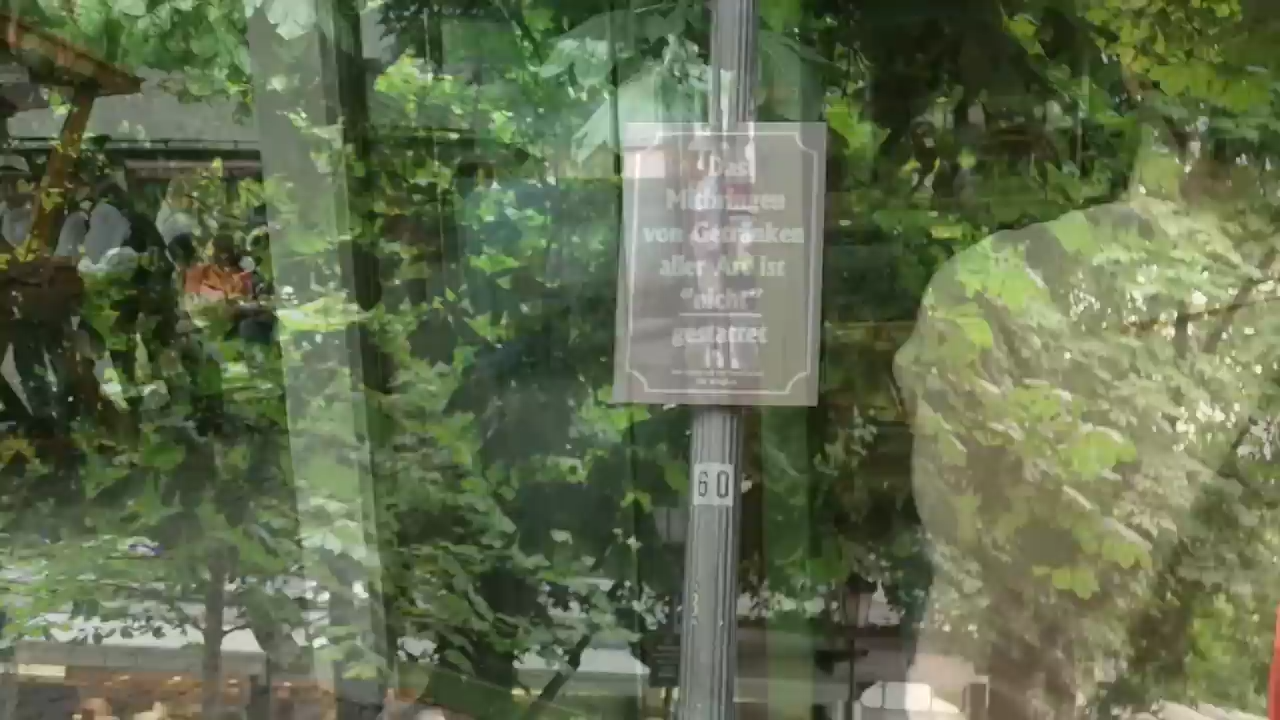 Das
Mitbringen
von Getränken
aller Art ist
"nicht"
gestattet
60